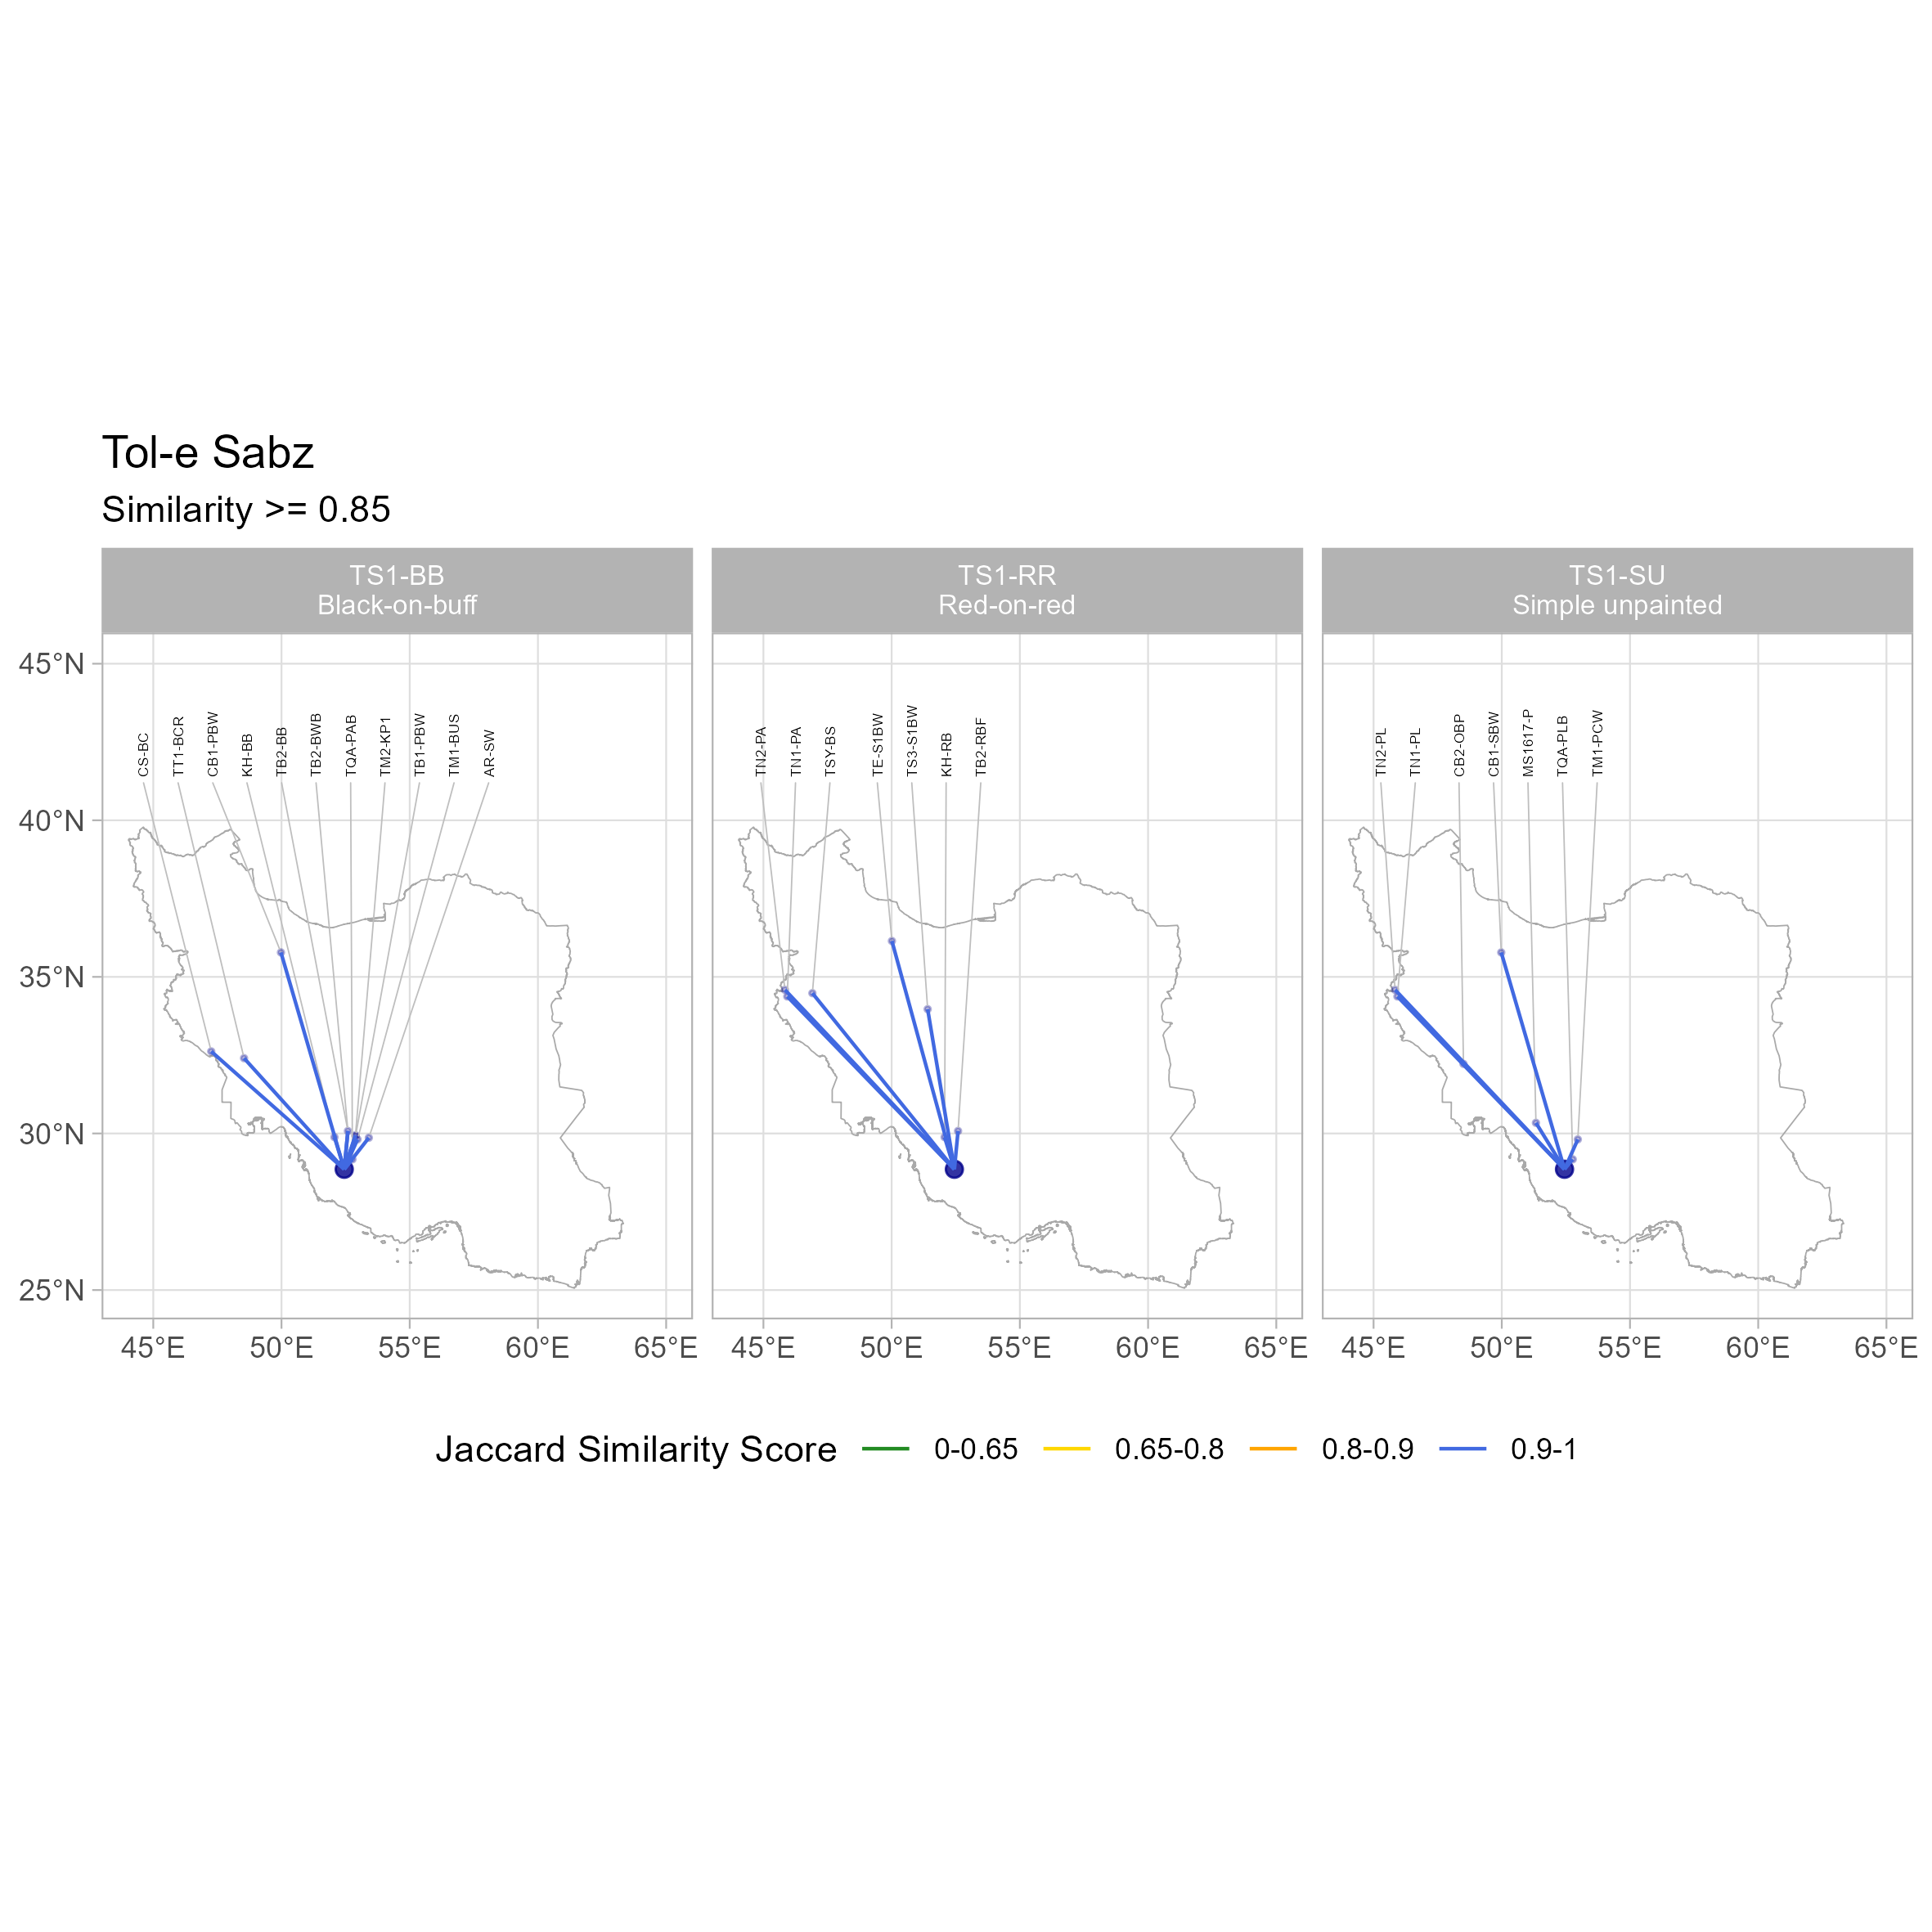 Tol-e Sabz
Similarity >= 0.85
TS1-BB
Black-on-buff
TS1-RR
Red-on-red
TS1-SU
Simple unpainted
45°N
40°N
35°N
30°N
25°N
CS-BC
TT1-BCR
CB1-PBW
KH-BB
TB2-BB
TB2-BWB
TQA-PAB
TM2-KP1
TB1-PBW
TM1-BUS
AR-SW
TN2-PA
TN1-PA
TSY-BS
TE-S1BW
TS3-S1BW
KH-RB
TB2-RBF
TN2-PL
TN1-PL
CB2-OBP
CB1-SBW
MS1617-P
TQA-PLB
TM1-PCW
45°E 50°E 55°E 60°E 65°E
45°E 50°E 55°E 60°E 65°E
45°E 50°E 55°E 60°E 65°E
Jaccard Similarity Score 0-0.65 0.65-0.8 0.8-0.9 0.9-1